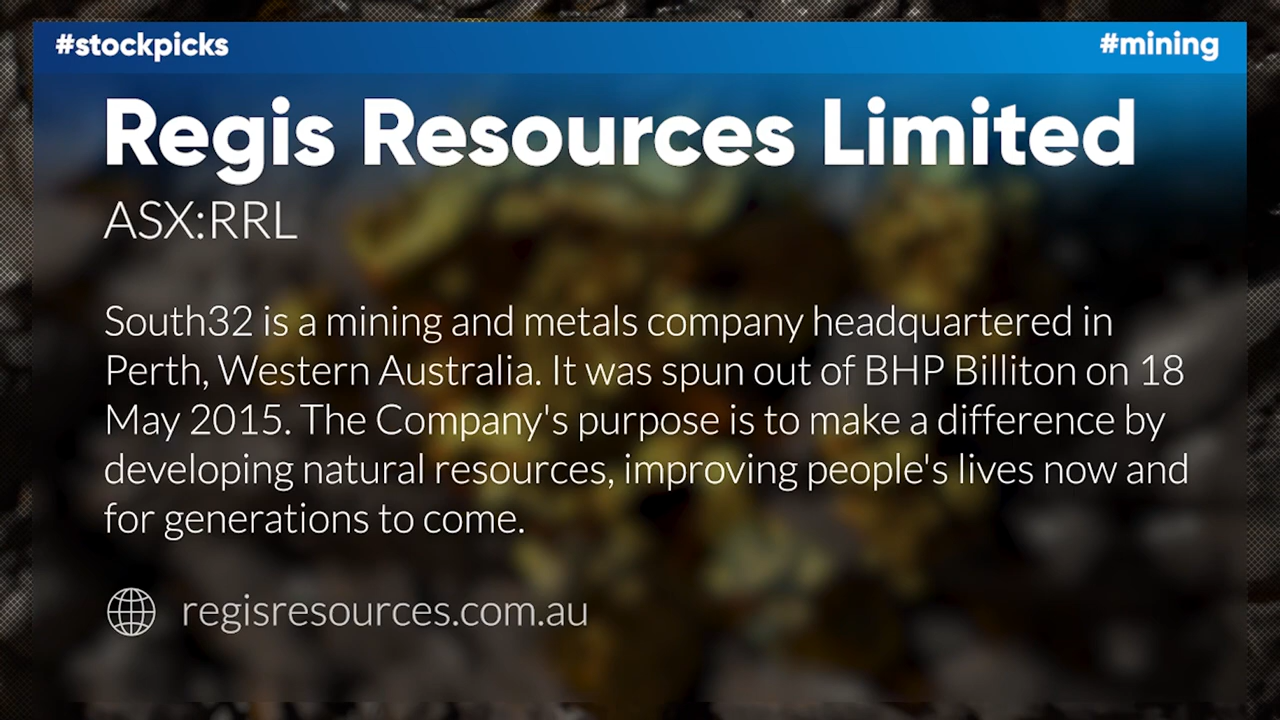 #stockpicks
#mining
Regis Resources Limited
ASX:RRL
South32 is a mining and metals company headquartered in
Perth, Western Australia. It was spun out of BHP Billiton on 18
May 2015. The Company's purpose is to make a difference by
developing natural resources, improving people's lives now and
for generations to come.
regisresources.com.au